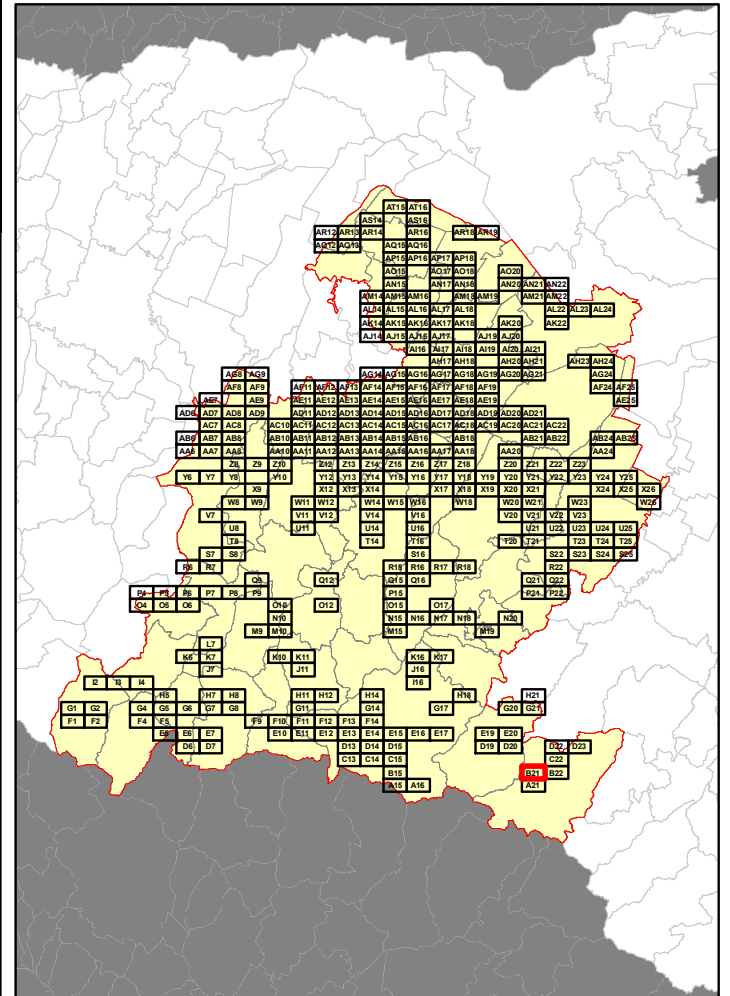 AT15 AT16
AS14 AS16
AR12 AR13 AR14 AR16 AR18 AR19
AQ12 AQ13 AQ15 AQ16
AP15 AP16 AP17 AP18
AO15 AO17 AO18 AO20
AN15 AN17 AN18 AN20 AN21 AN22
AM14 AM15 AM16 AM18 AM19 AM21 AM22
AL14 AL15 AL16 AL17 AL18 AL22 AL23 AL24
AK14 AK15 AK16 AK17 AK18 AK20 AK22
AJ14 AJ15 AJ16 AJ17 AJ19 AJ20
AI16 AI17 AI18 AI19 AI20 AI21
AH17 AH18 AH20 AH21 AH23 AH24
AG8 AG9 AG14 AG15 AG16 AG17 AG18 AG19 AG20 AG21 AG24
AF8 AF9 AF11 AF12 AF13 AF14 AF15 AF16 AF17 AF18 AF19 AF24 AF25
AE7 AE9 AE11 AE12 AE13 AE14 AE15 AE16 AE17 AE18 AE19 AE25
AD6 AD7 AD8 AD9 AD11 AD12 AD13 AD14 AD15 AD16 AD17 AD18 AD19 AD20 AD21
AC7 AC8 AC10 AC11 AC12 AC13 AC14 AC15 AC16 AC17 AC18 AC19 AC20 AC21 AC22
AB6 AB7 AB8 AB10 AB11 AB12 AB13 AB14 AB15 AB16 AB18 AB21 AB22 AB24 AB25
AA6 AA7 AA8 AA10 AA11 AA12 AA13 AA14 AA15 AA16 AA17 AA18 AA20 AA24
Z8 Z9 Z10 Z12 Z13 Z14 Z15 Z16 Z17 Z18 Z20 Z21 Z22 Z23
Y6 Y7 Y8 Y10 Y12 Y13 Y14 Y15 Y16 Y17 Y18 Y19 Y20 Y21 Y22 Y23 Y24 Y25
X9 X12 X13 X14 X17 X18 X19 X20 X21 X24 X25 X26
W8 W9 W11 W12 W14 W15 W16 W18 W20 W21 W23 W26
V7 V11 V12 V14 V16 V20 V21 V22 V23
U8 U11 U14 U16 U21 U22 U23 U24 U25
T8 T14 T16 T20 T21 T23 T24 T25
S7 S8 S16 S22 S23 S24 S25
R6 R7 R15 R16 R17 R18 R22
Q9 Q12 Q15 Q16 Q21 Q22
P4 P5 P6 P7 P8 P9 P15 P21 P22
O4 O5 O6 O10 O12 O15 O17
N10 N15 N16 N17 N18 N20
M9 M10 M15 M19
L7
K6 K7 K10 K11 K16 K17
J7 J11 J16
I2 I3 I4 I16
H5 H7 H8 H11 H12 H14 H18 H21
G1 G2 G4 G5 G6 G7 G8 G11 G14 G17 G20 G21
F1 F2 F4 F5 F9 F10 F11 F12 F13 F14
E5 E6 E7 E10 E11 E12 E13 E14 E15 E16 E17 E19 E20
D6 D7 D13 D14 D15 D19 D20 D22 D23
C13 C14 C15 C22
B15 B21 B22
A15 A16 A21